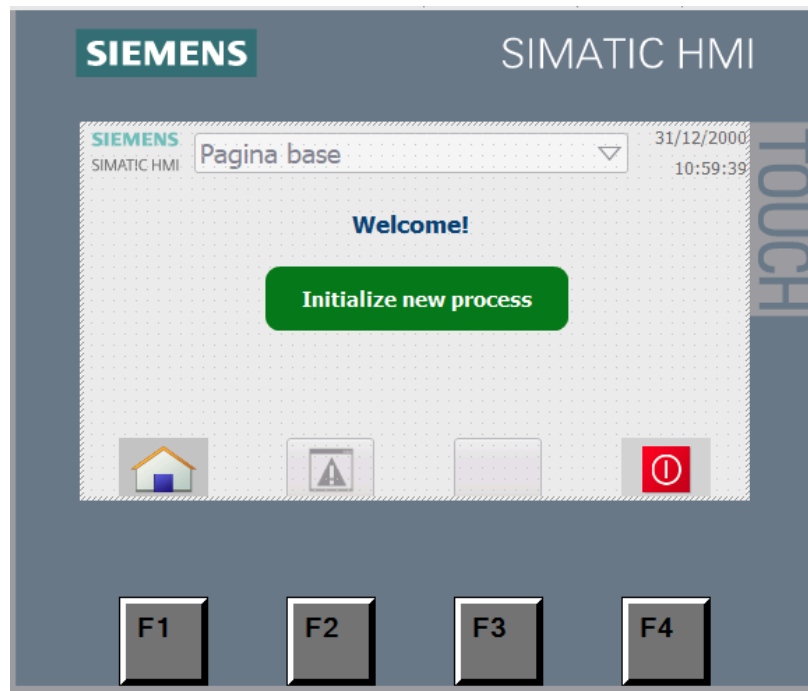 SIEMENS
SIMATIC HMI
TOUCH
SIEMENS
SIMATIC HMI
Pagina base
31/12/2000
10:59:39
Welcome!
Initialize new process
F1
F2
F3
F4